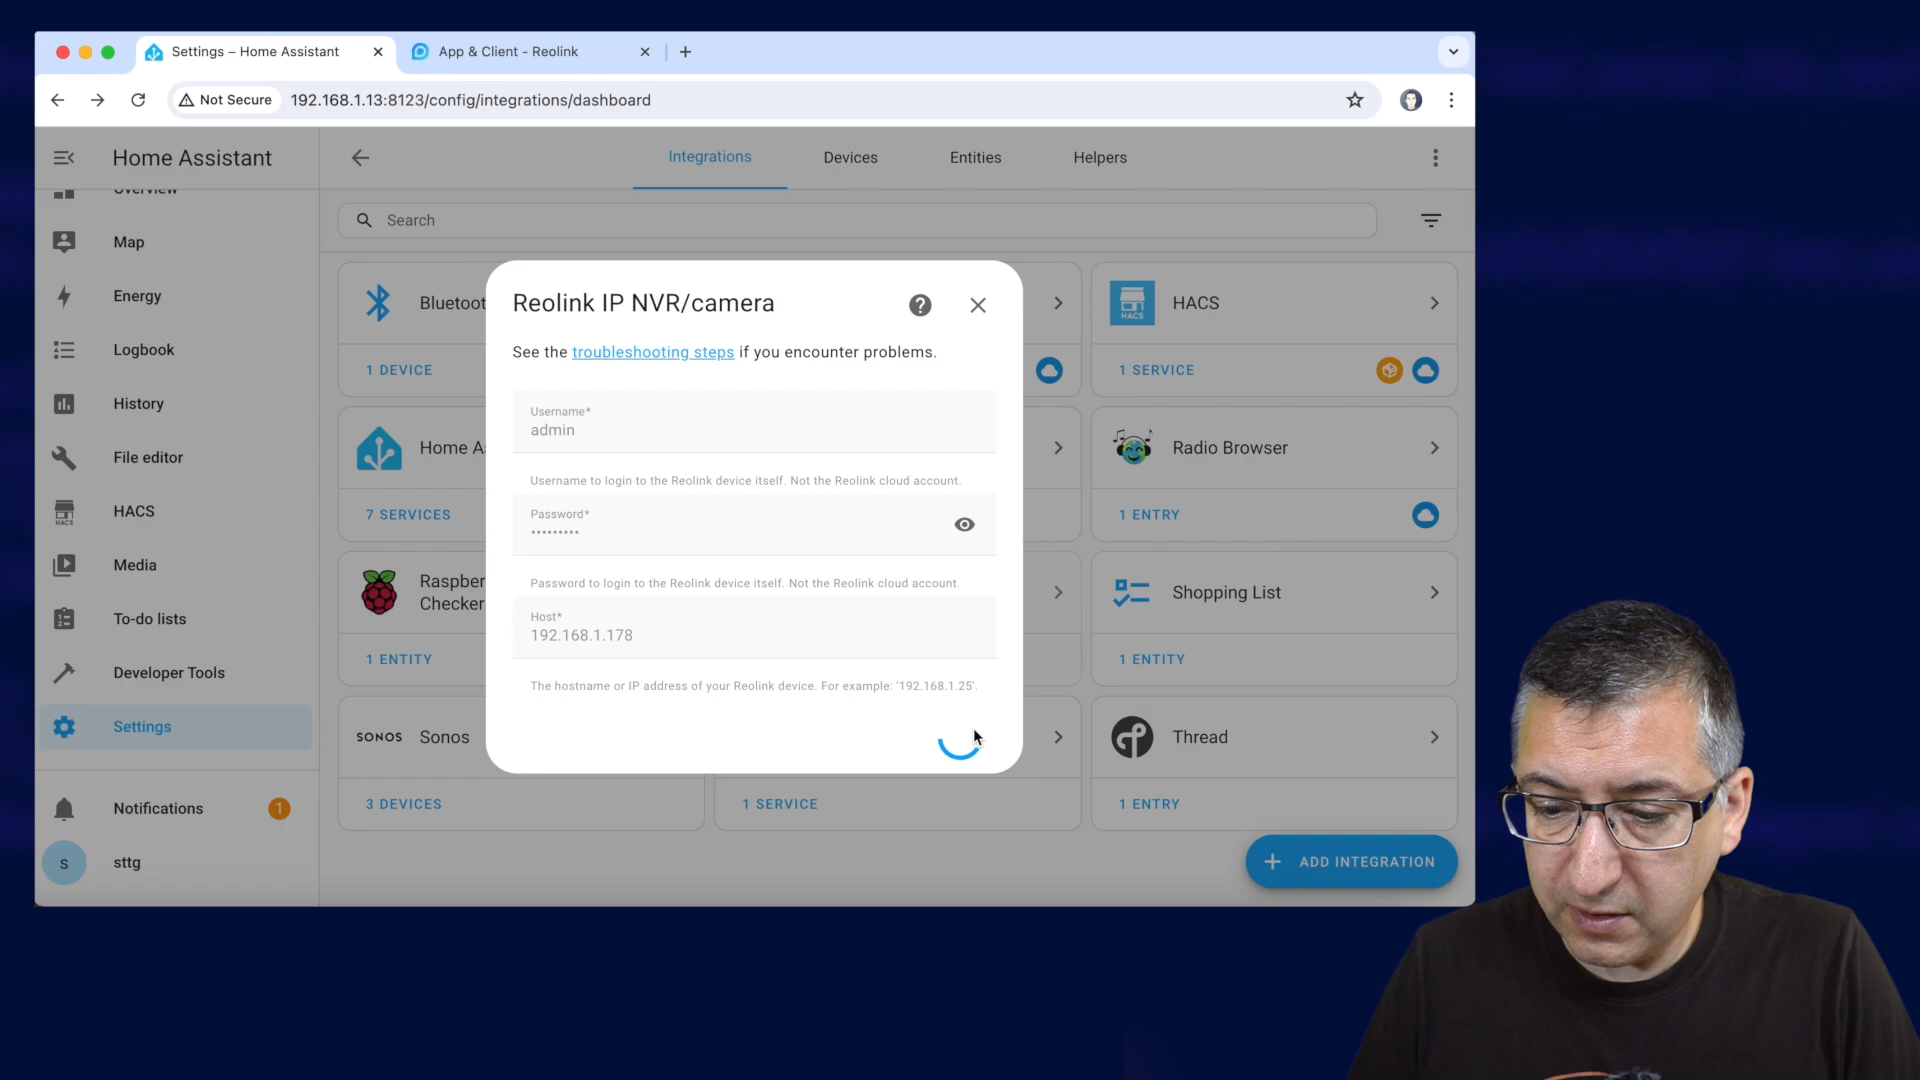 Settings – Home Assistant
App & Client - Reolink
Not Secure
192.168.1.13:8123/config/integrations/dashboard
Home Assistant
Integrations
Devices
Entities
Helpers
Overview
Search
Map
Energy
Logbook
History
File editor
HACS
Media
To-do lists
Developer Tools
Settings
Notifications
1
s
sttg
Bluetoot
1 DEVICE
HACS
HACS
1 SERVICE
Home As
7 SERVICES
Radio Browser
1 ENTRY
Raspber
Checker
1 ENTITY
Shopping List
1 ENTITY
SONOS
Sonos
3 DEVICES
1 SERVICE
Thread
1 ENTRY
ADD INTEGRATION
Reolink IP NVR/camera
See the troubleshooting steps if you encounter problems.
Username*
admin
Username to login to the Reolink device itself. Not the Reolink cloud account.
Password*
•••••••••
Password to login to the Reolink device itself. Not the Reolink cloud account.
Host*
192.168.1.178
The hostname or IP address of your Reolink device. For example: '192.168.1.25'.